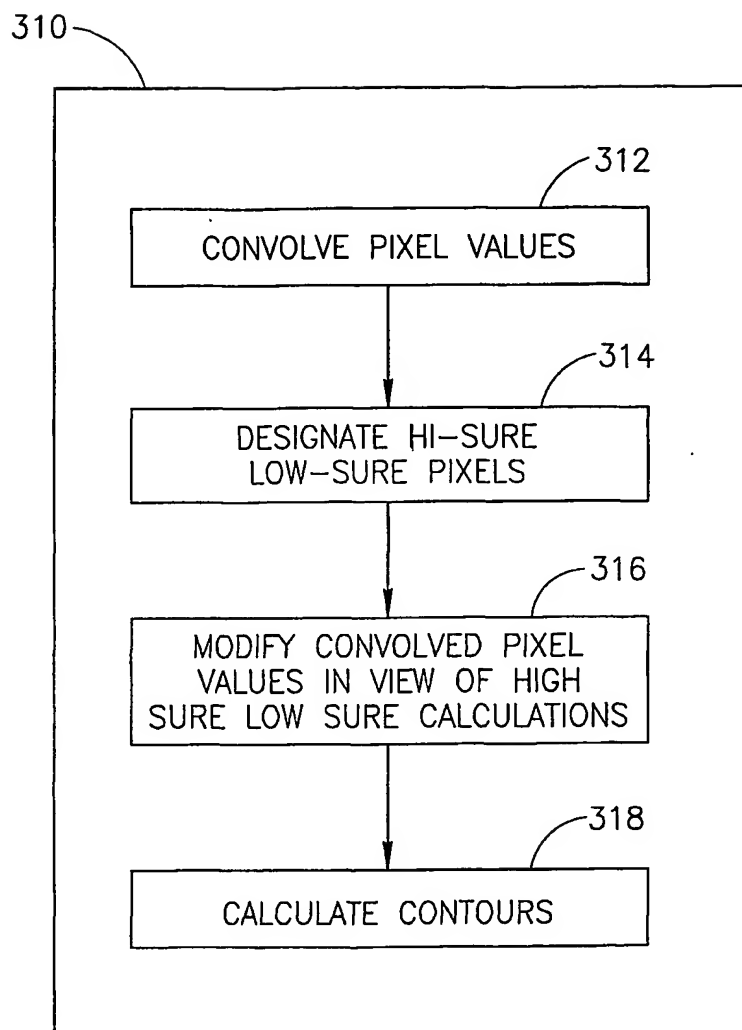 310
312
CONVOLVE PIXEL VALUES
314
DESIGNATE HI-SURE
LOW-SURE PIXELS
316
MODIFY CONVOLVED PIXEL
VALUES IN VIEW OF HIGH
SURE LOW SURE CALCULATIONS
318
CALCULATE CONTOURS